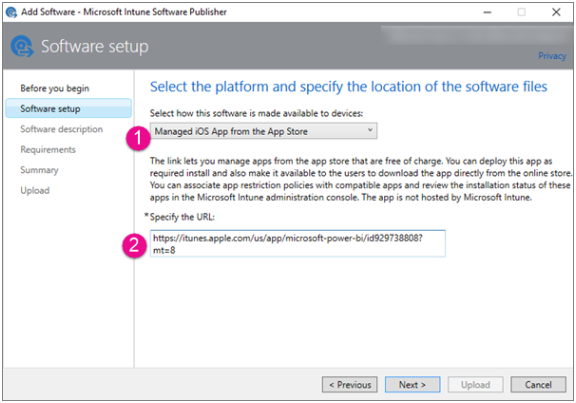 Add Software - Microsoft Intune Software Publisher
Software setup
Privacy
Before you begin
Software setup
Software description
Requirements
Summary
Upload
Select the platform and specify the location of the software files
Select how this software is made available to devices:
1
Managed iOS App from the App Store
The link lets you manage apps from the app store that are free of charge. You can deploy this app as
required install and also make it available to the users to download the app directly from the online store.
You can associate app restriction policies with compatible apps and review the installation status of these
apps in the Microsoft Intune administration console. The app is not hosted by Microsoft Intune.
*Specify the URL:
2
https://itunes.apple.com/us/app/microsoft-power-bi/id929738808?
mt=8
< Previous
Next >
Upload
Cancel